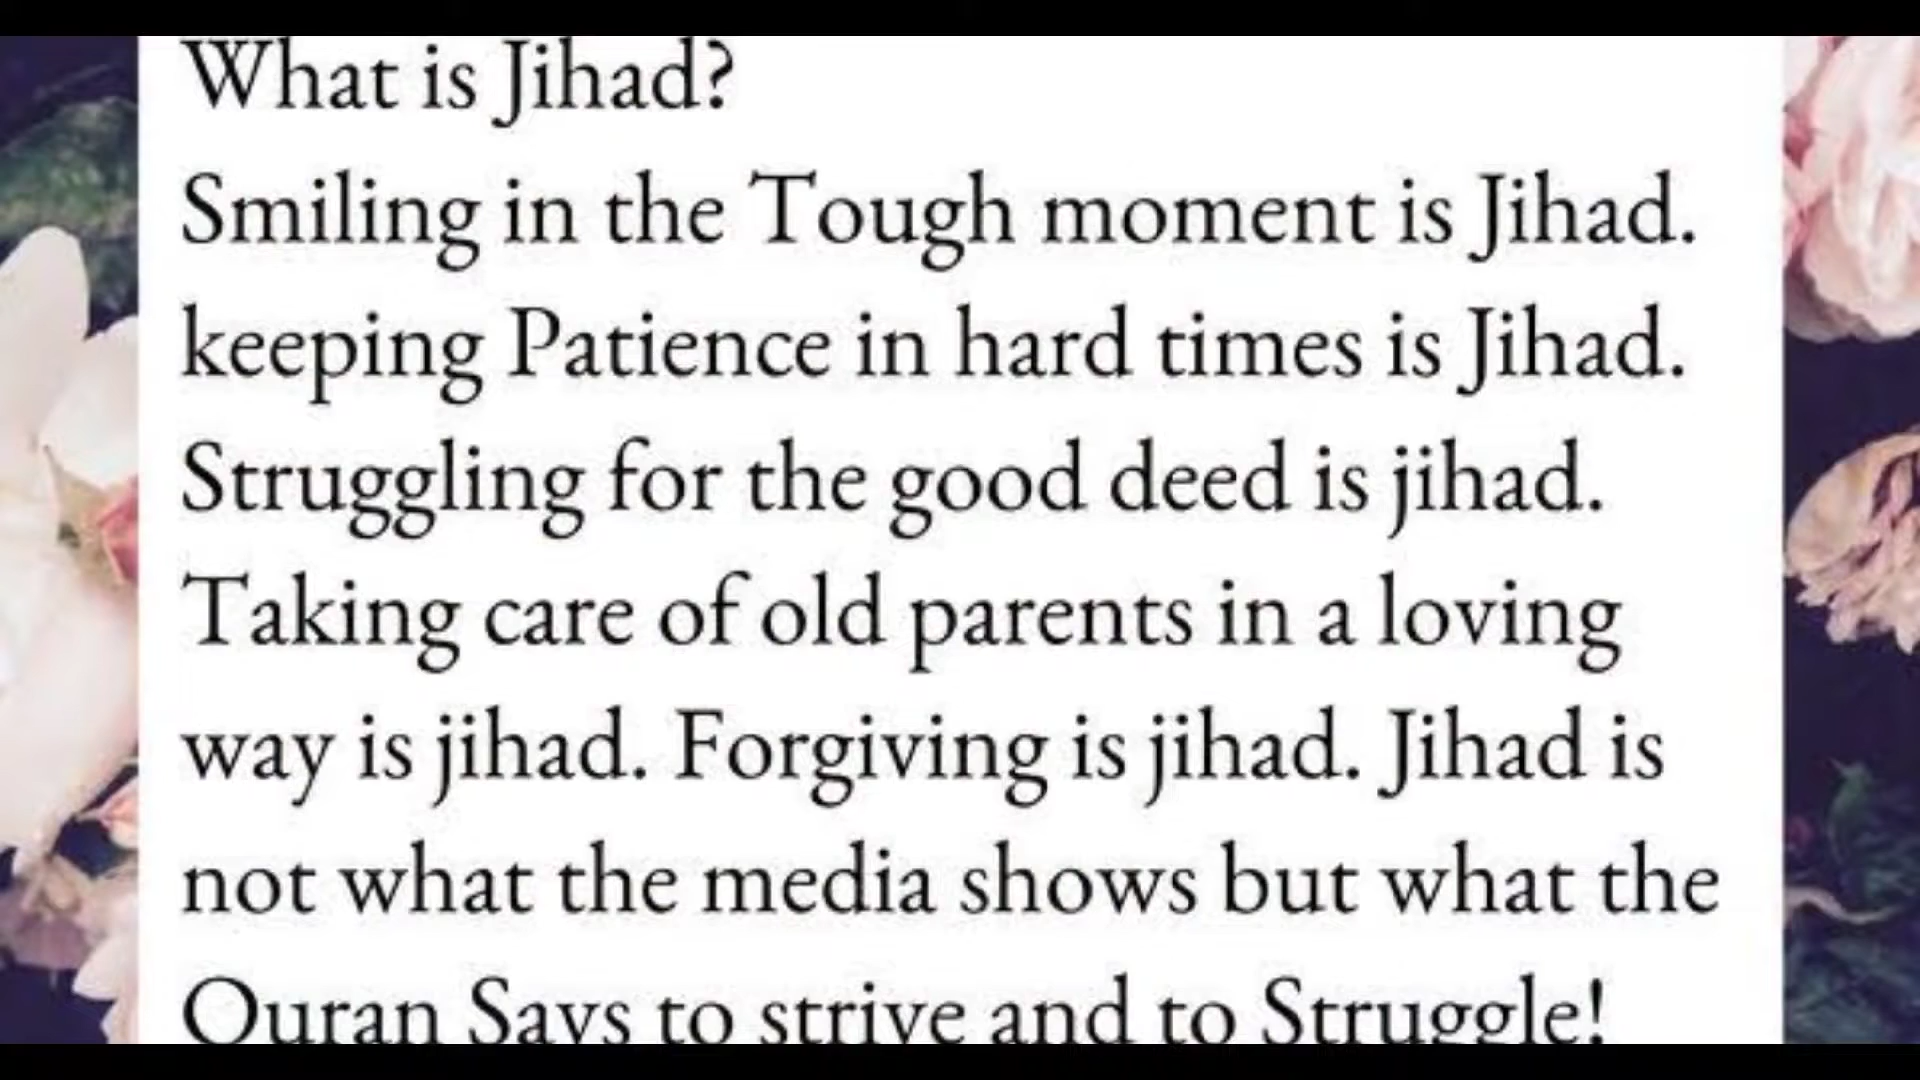 What is Jihad?
Smiling in the Tough moment is Jihad.
keeping Patience in hard times is Jihad.
Struggling for the good deed is jihad.
Taking care of old parents in a loving
way is jihad. Forgiving is jihad. Jihad is
not what the media shows but what the
Quran Says to strive and to Struggle!